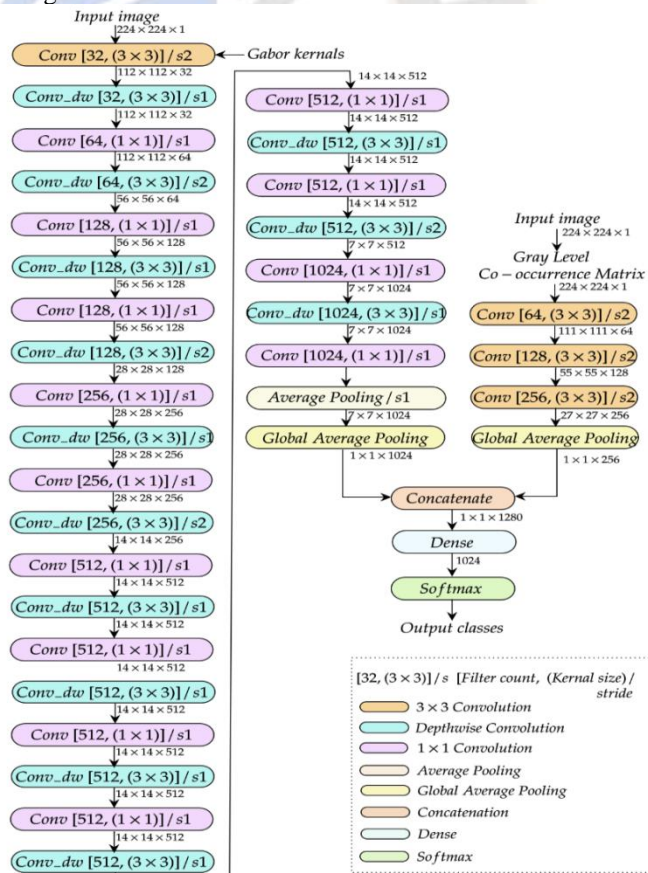 Input image
224 × 224 × 1
Conv [32, (3 × 3)] / s2
Gabor kernals
112 × 112 × 32
Conv_dw [32, (3 × 3)] / s1
112 × 112 × 32
Conv [64, (1 × 1)] / s1
112 × 112 × 64
Conv_dw [64, (3 × 3)] / s2
56 × 56 × 64
Conv [128, (1 × 1)] / s1
56 × 56 × 128
Conv_dw [128, (3 × 3)] / s1
56 × 56 × 128
Conv [128, (1 × 1)] / s1
56 × 56 × 128
Conv_dw [128, (3 × 3)] / s2
28 × 28 × 128
Conv [256, (1 × 1)] / s1
28 × 28 × 256
Conv_dw [256, (3 × 3)] / s1
28 × 28 × 256
Conv [256, (1 × 1)] / s1
28 × 28 × 256
Conv_dw [256, (3 × 3)] / s2
14 × 14 × 256
Conv [512, (1 × 1)] / s1
14 × 14 × 512
Conv_dw [512, (3 × 3)] / s1
14 × 14 × 512
Conv [512, (1 × 1)] / s1
14 × 14 × 512
Conv_dw [512, (3 × 3)] / s1
14 × 14 × 512
Conv [512, (1 × 1)] / s1
14 × 14 × 512
Conv_dw [512, (3 × 3)] / s1
14 × 14 × 512
Conv [512, (1 × 1)] / s1
14 × 14 × 512
Conv_dw [512, (3 × 3)] / s1
14 × 14 × 512
Conv [512, (1 × 1)] / s1
14 × 14 × 512
Conv_dw [512, (3 × 3)] / s1
14 × 14 × 512
Conv [512, (1 × 1)] / s1
14 × 14 × 512
Conv_dw [512, (3 × 3)] / s2
7 × 7 × 512
Conv [1024, (1 × 1)] / s1
7 × 7 × 1024
Conv_dw [1024, (3 × 3)] / s1
7 × 7 × 1024
Conv [1024, (1 × 1)] / s1
Average Pooling / s1
7 × 7 × 1024
Global Average Pooling
1 × 1 × 1024
Input image
224 × 224 × 1
Gray Level
Co − occurrence Matrix
224 × 224 × 1
Conv [64, (3 × 3)] / s2
111 × 111 × 64
Conv [128, (3 × 3)] / s2
55 × 55 × 128
Conv [256, (3 × 3)] / s2
27 × 27 × 256
Global Average Pooling
1 × 1 × 256
Concatenate
1 × 1 × 1280
Dense
1024
Softmax
Output classes
[32, (3 × 3)] / s [Filter count, (Kernal size) /
stride
3 × 3 Convolution
Depthwise Convolution
1 × 1 Convolution
Average Pooling
Global Average Pooling
Concatenation
Dense
Softmax